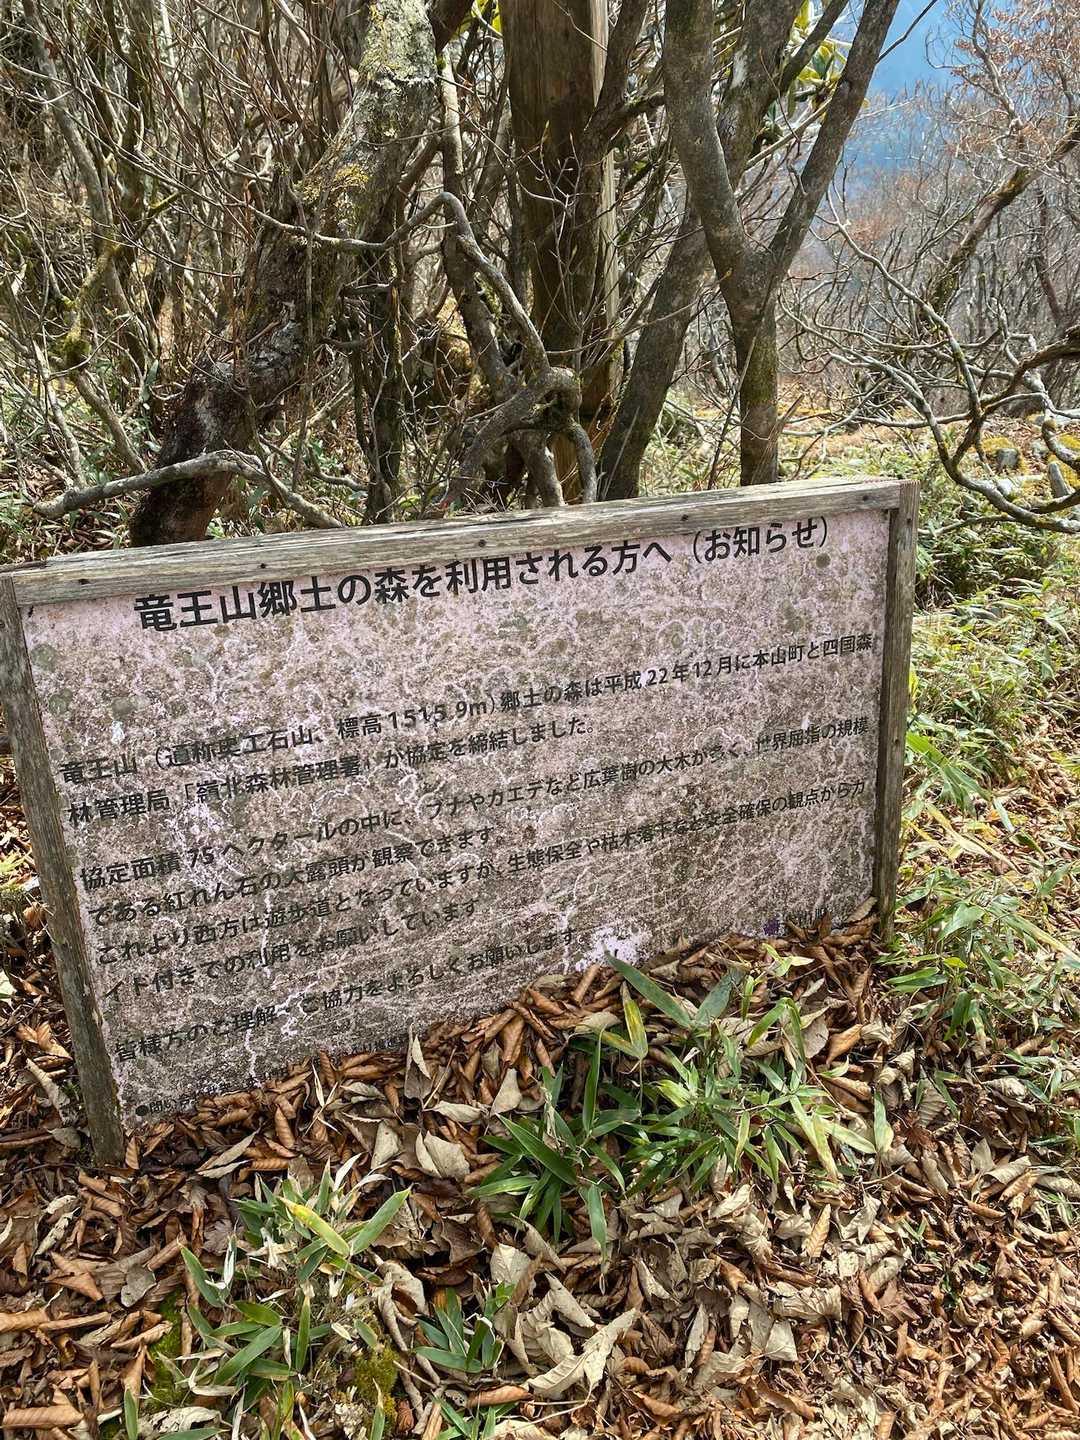 竜王山郷土の森を利用される方へ（お知らせ）
竜王山（通称奥工石山、標高1515.9m）郷土の森は平成22年12月に本山町と四国森
林管理局「嶺北森林管理署」が協定を締結しました。
協定面積75ヘクタールの中に、ブナやカエデなど広葉樹の大木が多く、世界屈指の規模
である紅れん石の大露頭が観察できます
これより西方は遊歩道となっていますが、生態保全や枯木落下など安全確保の観点からガ
イド付きでの利用をお願いしています
皆様方のご理解、ご協力をよろしくお願いします
●問い合わせ